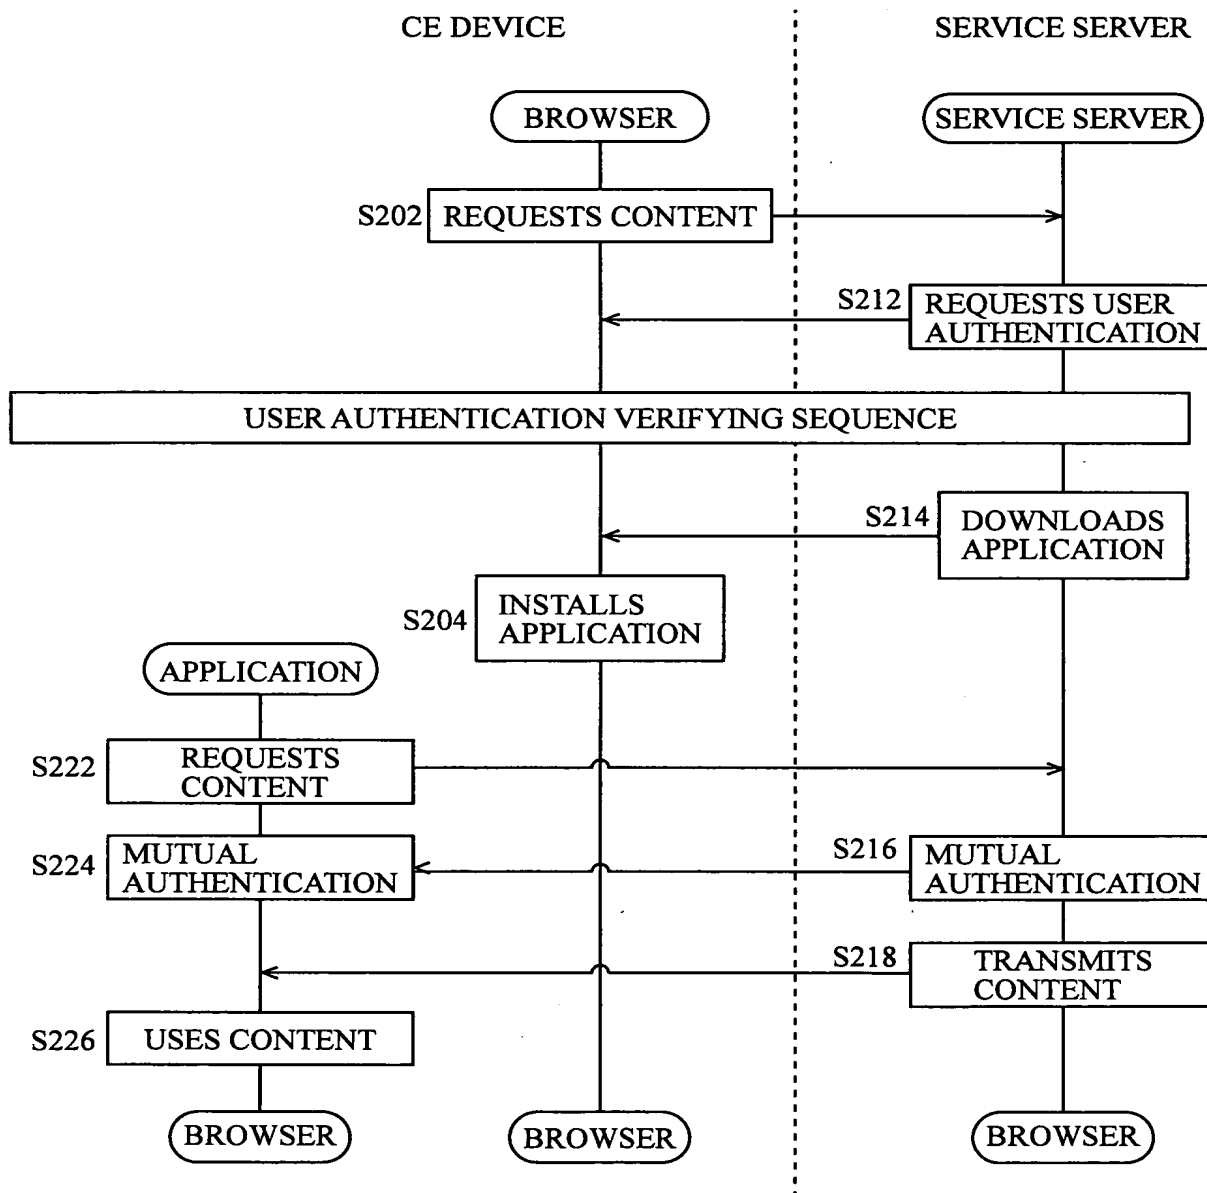 CE DEVICE
SERVICE SERVER
BROWSER
SERVICE SERVER
S202
REQUESTS CONTENT
S212
REQUESTS USER
AUTHENTICATION
USER AUTHENTICATION VERIFYING SEQUENCE
S214
DOWNLOADS
APPLICATION
S204
INSTALLS
APPLICATION
APPLICATION
S222
REQUESTS
CONTENT
S224
MUTUAL
AUTHENTICATION
S216
MUTUAL
AUTHENTICATION
S218
TRANSMITS
CONTENT
S226
USES CONTENT
BROWSER
BROWSER
BROWSER